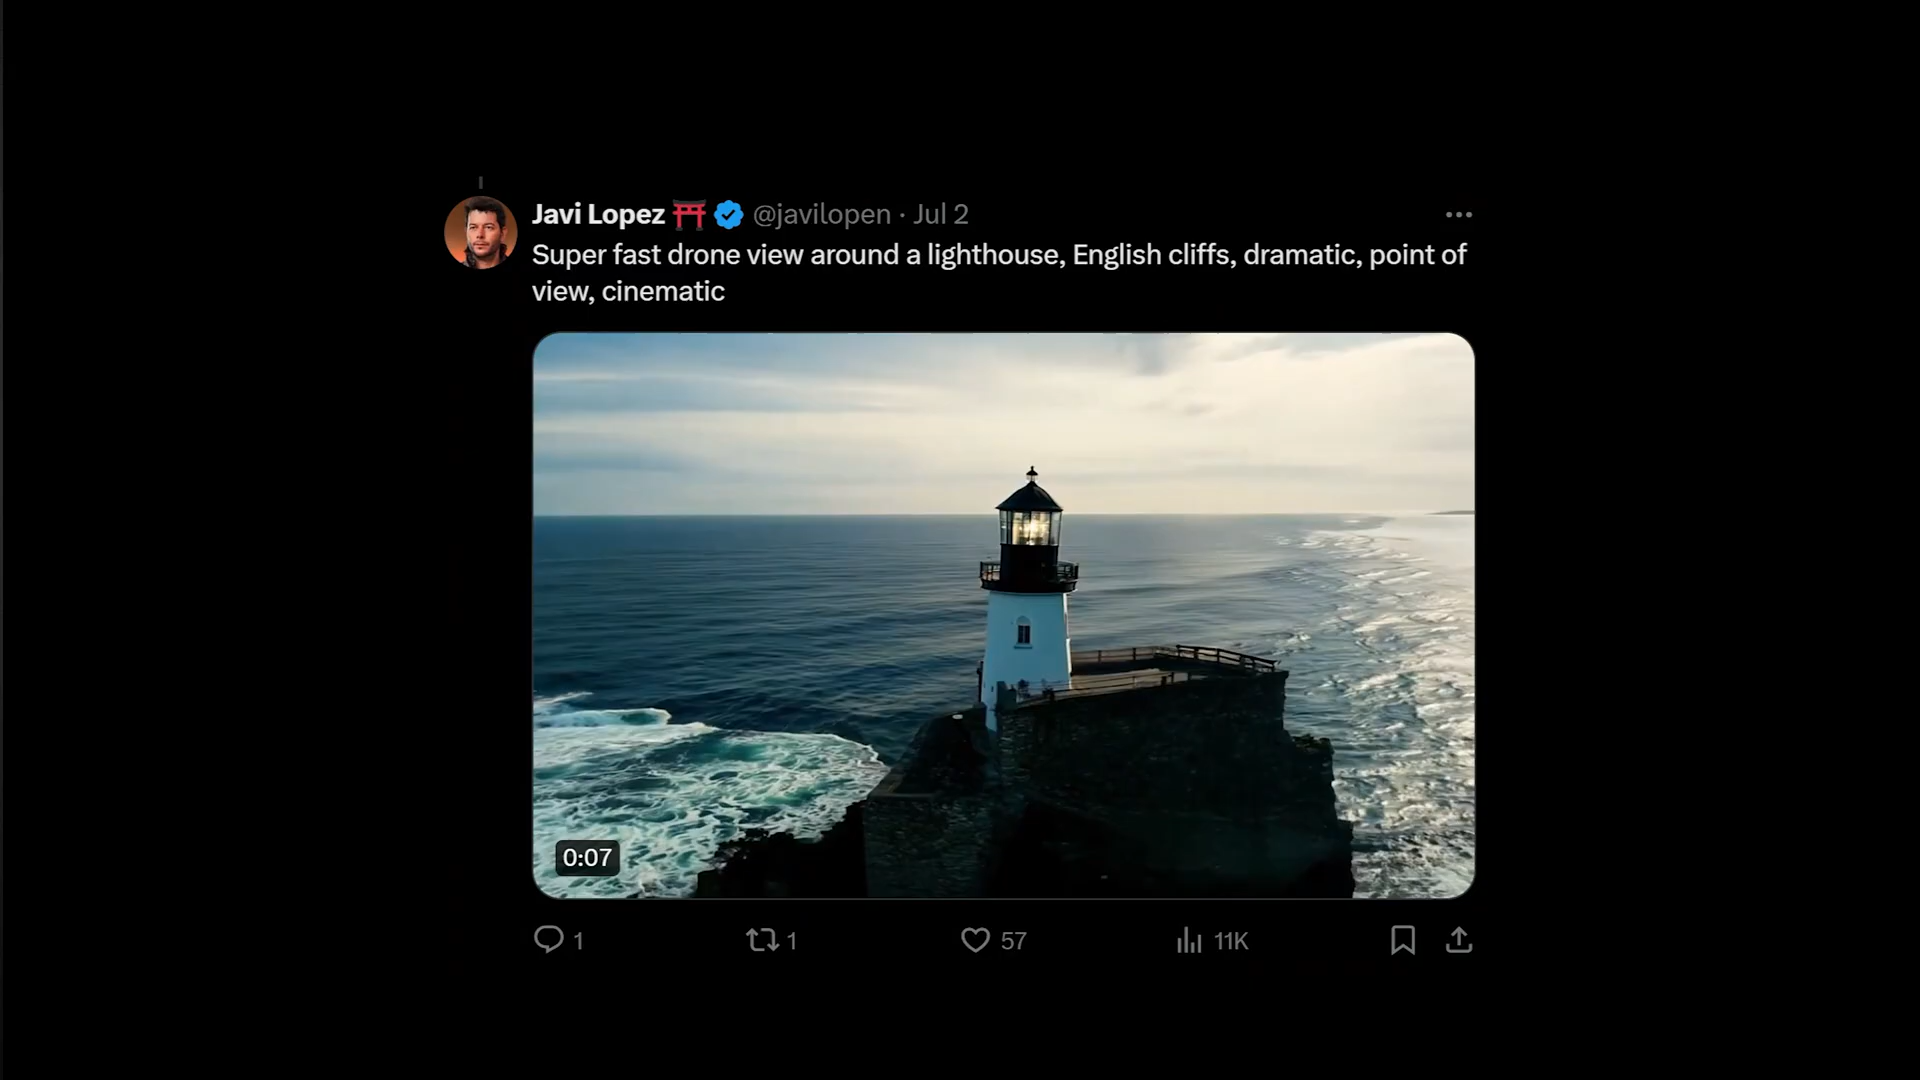 Javi Lopez ⛩️ @javilopen · Jul 2
Super fast drone view around a lighthouse, English cliffs, dramatic, point of
view, cinematic
0:07
1 1 57 11K